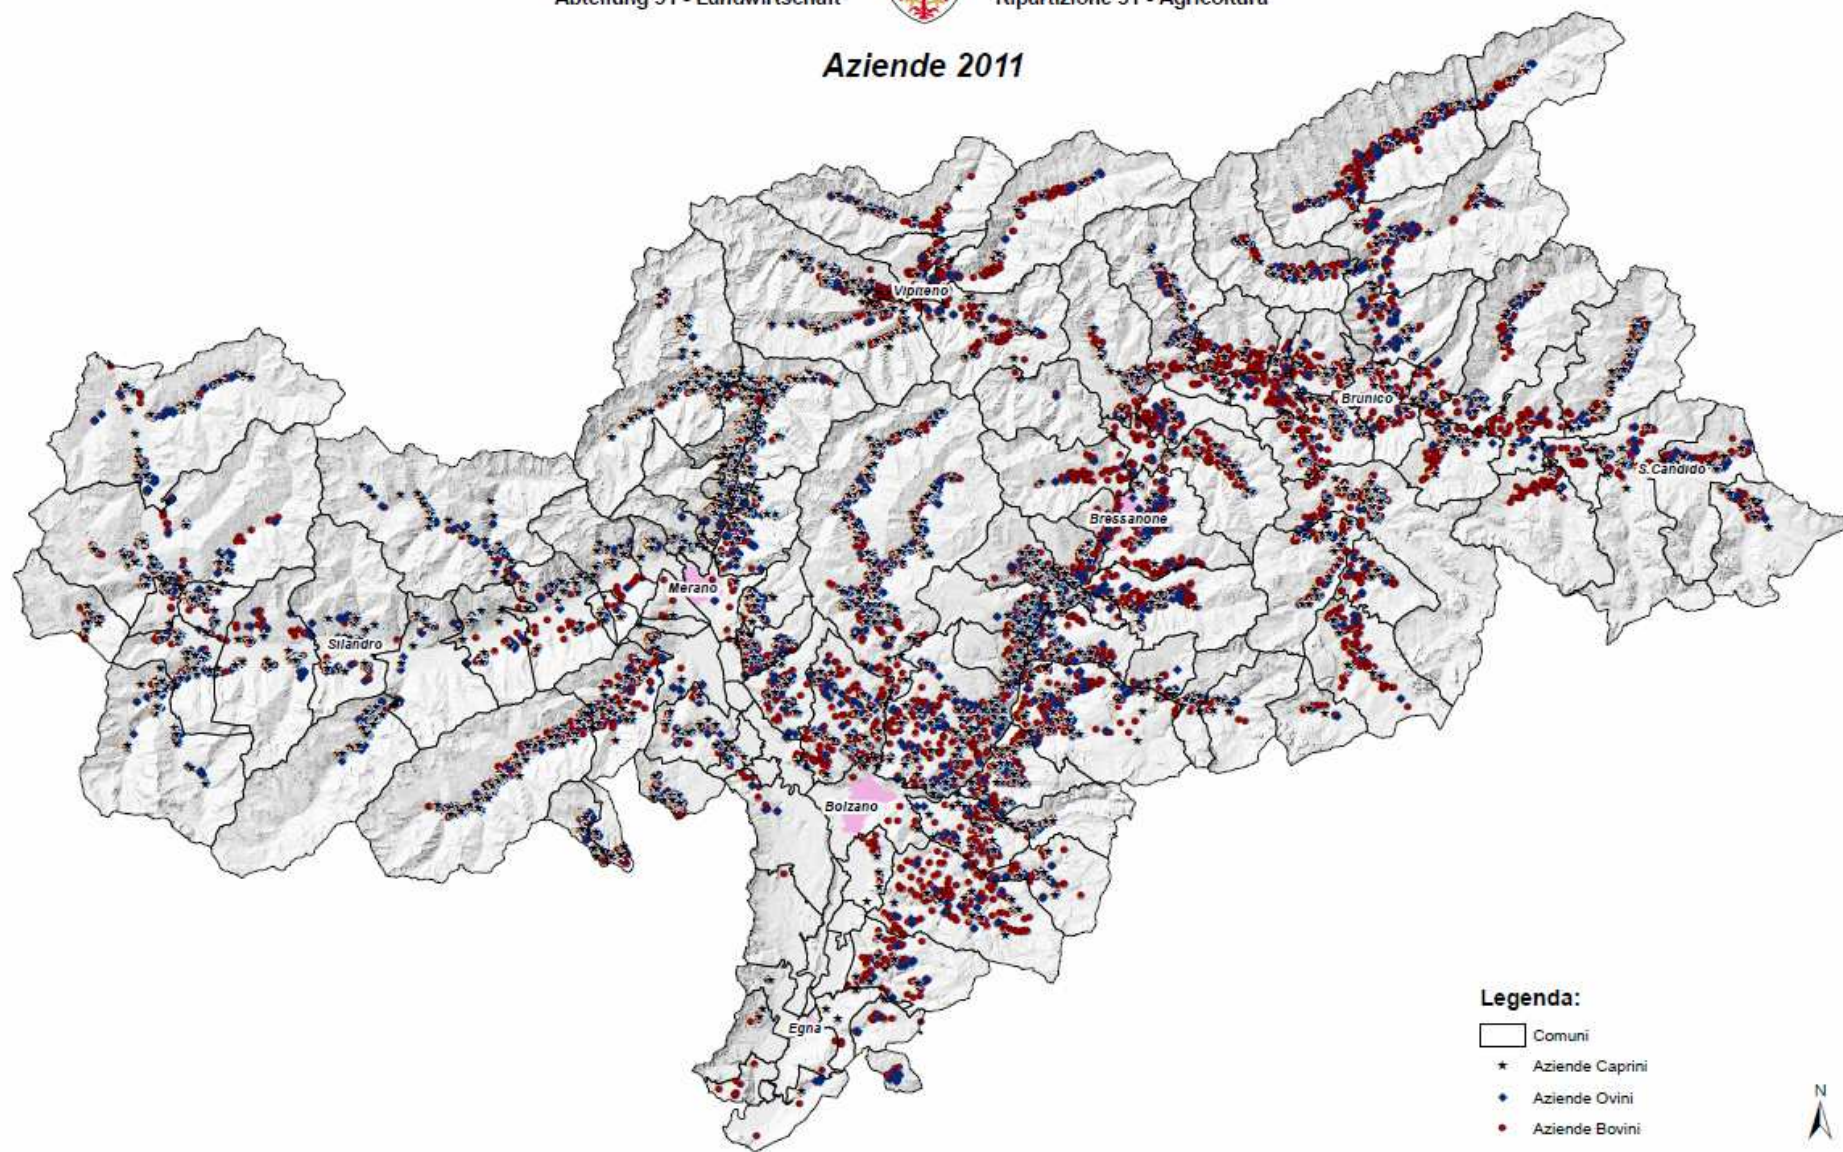 Abteilung 31 - Landwirtschaft Ripartizione 31 - Agricoltura
Aziende 2011
Vipiteno
Brunico
S.Candido
Bressanone
Merano
Silandro
Bolzano
Egna
Legenda:
Comuni
Aziende Caprini
Aziende Ovini
Aziende Bovini
N